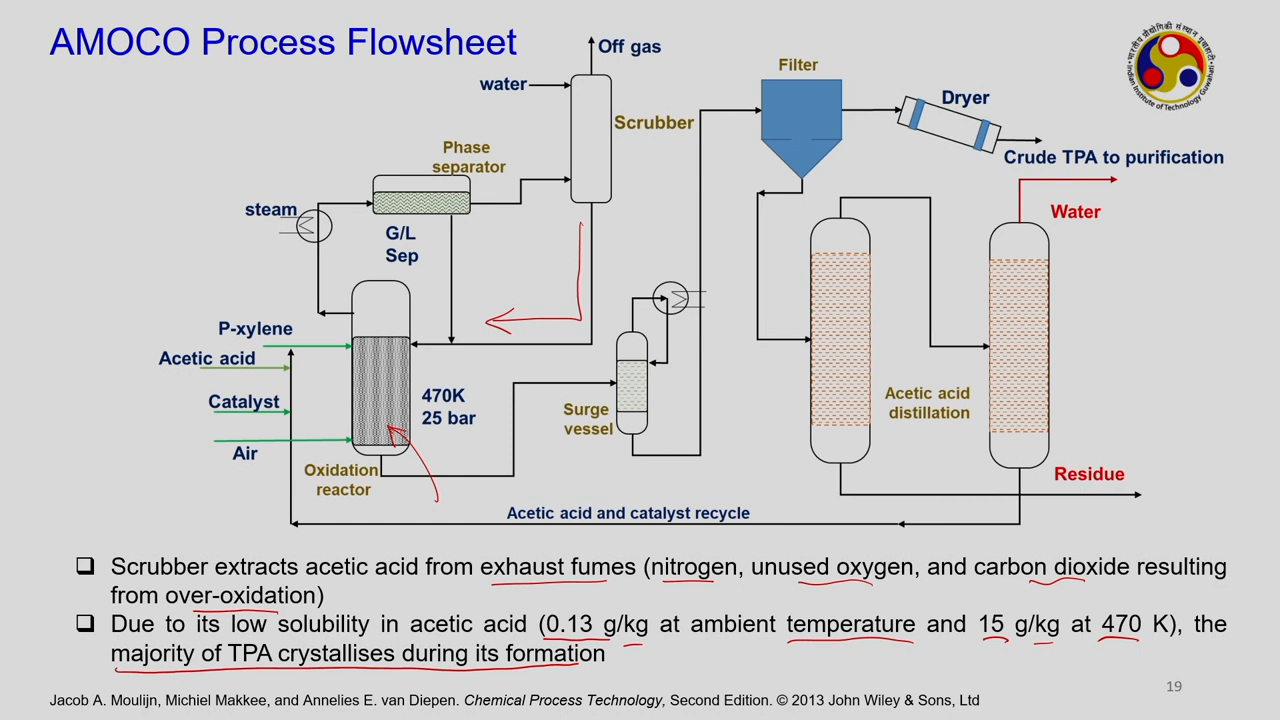 AMOCO Process Flowsheet
Off gas
water
Scrubber
Phase
separator
steam
G/L
Sep
Filter
Dryer
Crude TPA to purification
Water
P-xylene
Acetic acid
Catalyst
Air
470K
25 bar
Oxidation
reactor
Surge
vessel
Acetic acid
distillation
Residue
Acetic acid and catalyst recycle
❑ Scrubber extracts acetic acid from exhaust fumes (nitrogen, unused oxygen, and carbon dioxide resulting
from over-oxidation)
❑ Due to its low solubility in acetic acid (0.13 g/kg at ambient temperature and 15 g/kg at 470 K), the
majority of TPA crystallises during its formation
19
Jacob A. Moulijn, Michiel Makkee, and Annelies E. van Diepen. Chemical Process Technology, Second Edition. © 2013 John Wiley & Sons, Ltd
Indian Institute of Technology Guwahati